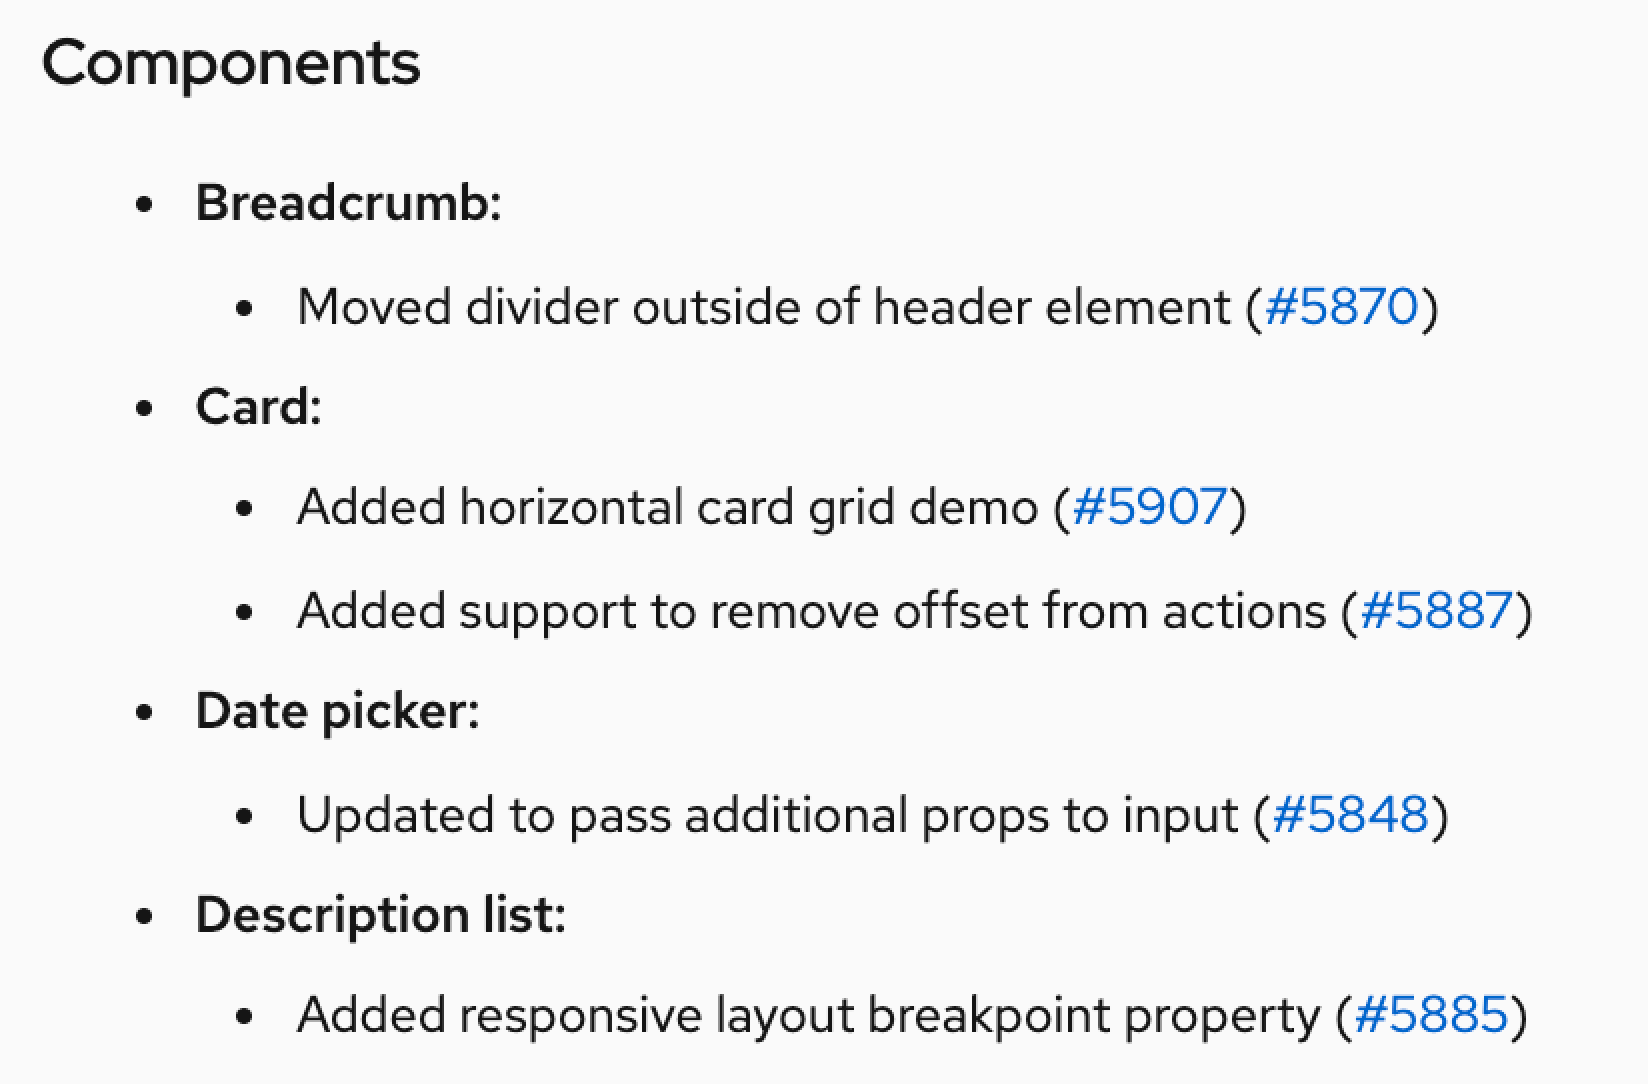 Components
• Breadcrumb:
• Moved divider outside of header element (#5870)
• Card:
• Added horizontal card grid demo (#5907)
• Added support to remove offset from actions (#5887)
• Date picker:
• Updated to pass additional props to input (#5848)
• Description list:
• Added responsive layout breakpoint property (#5885)